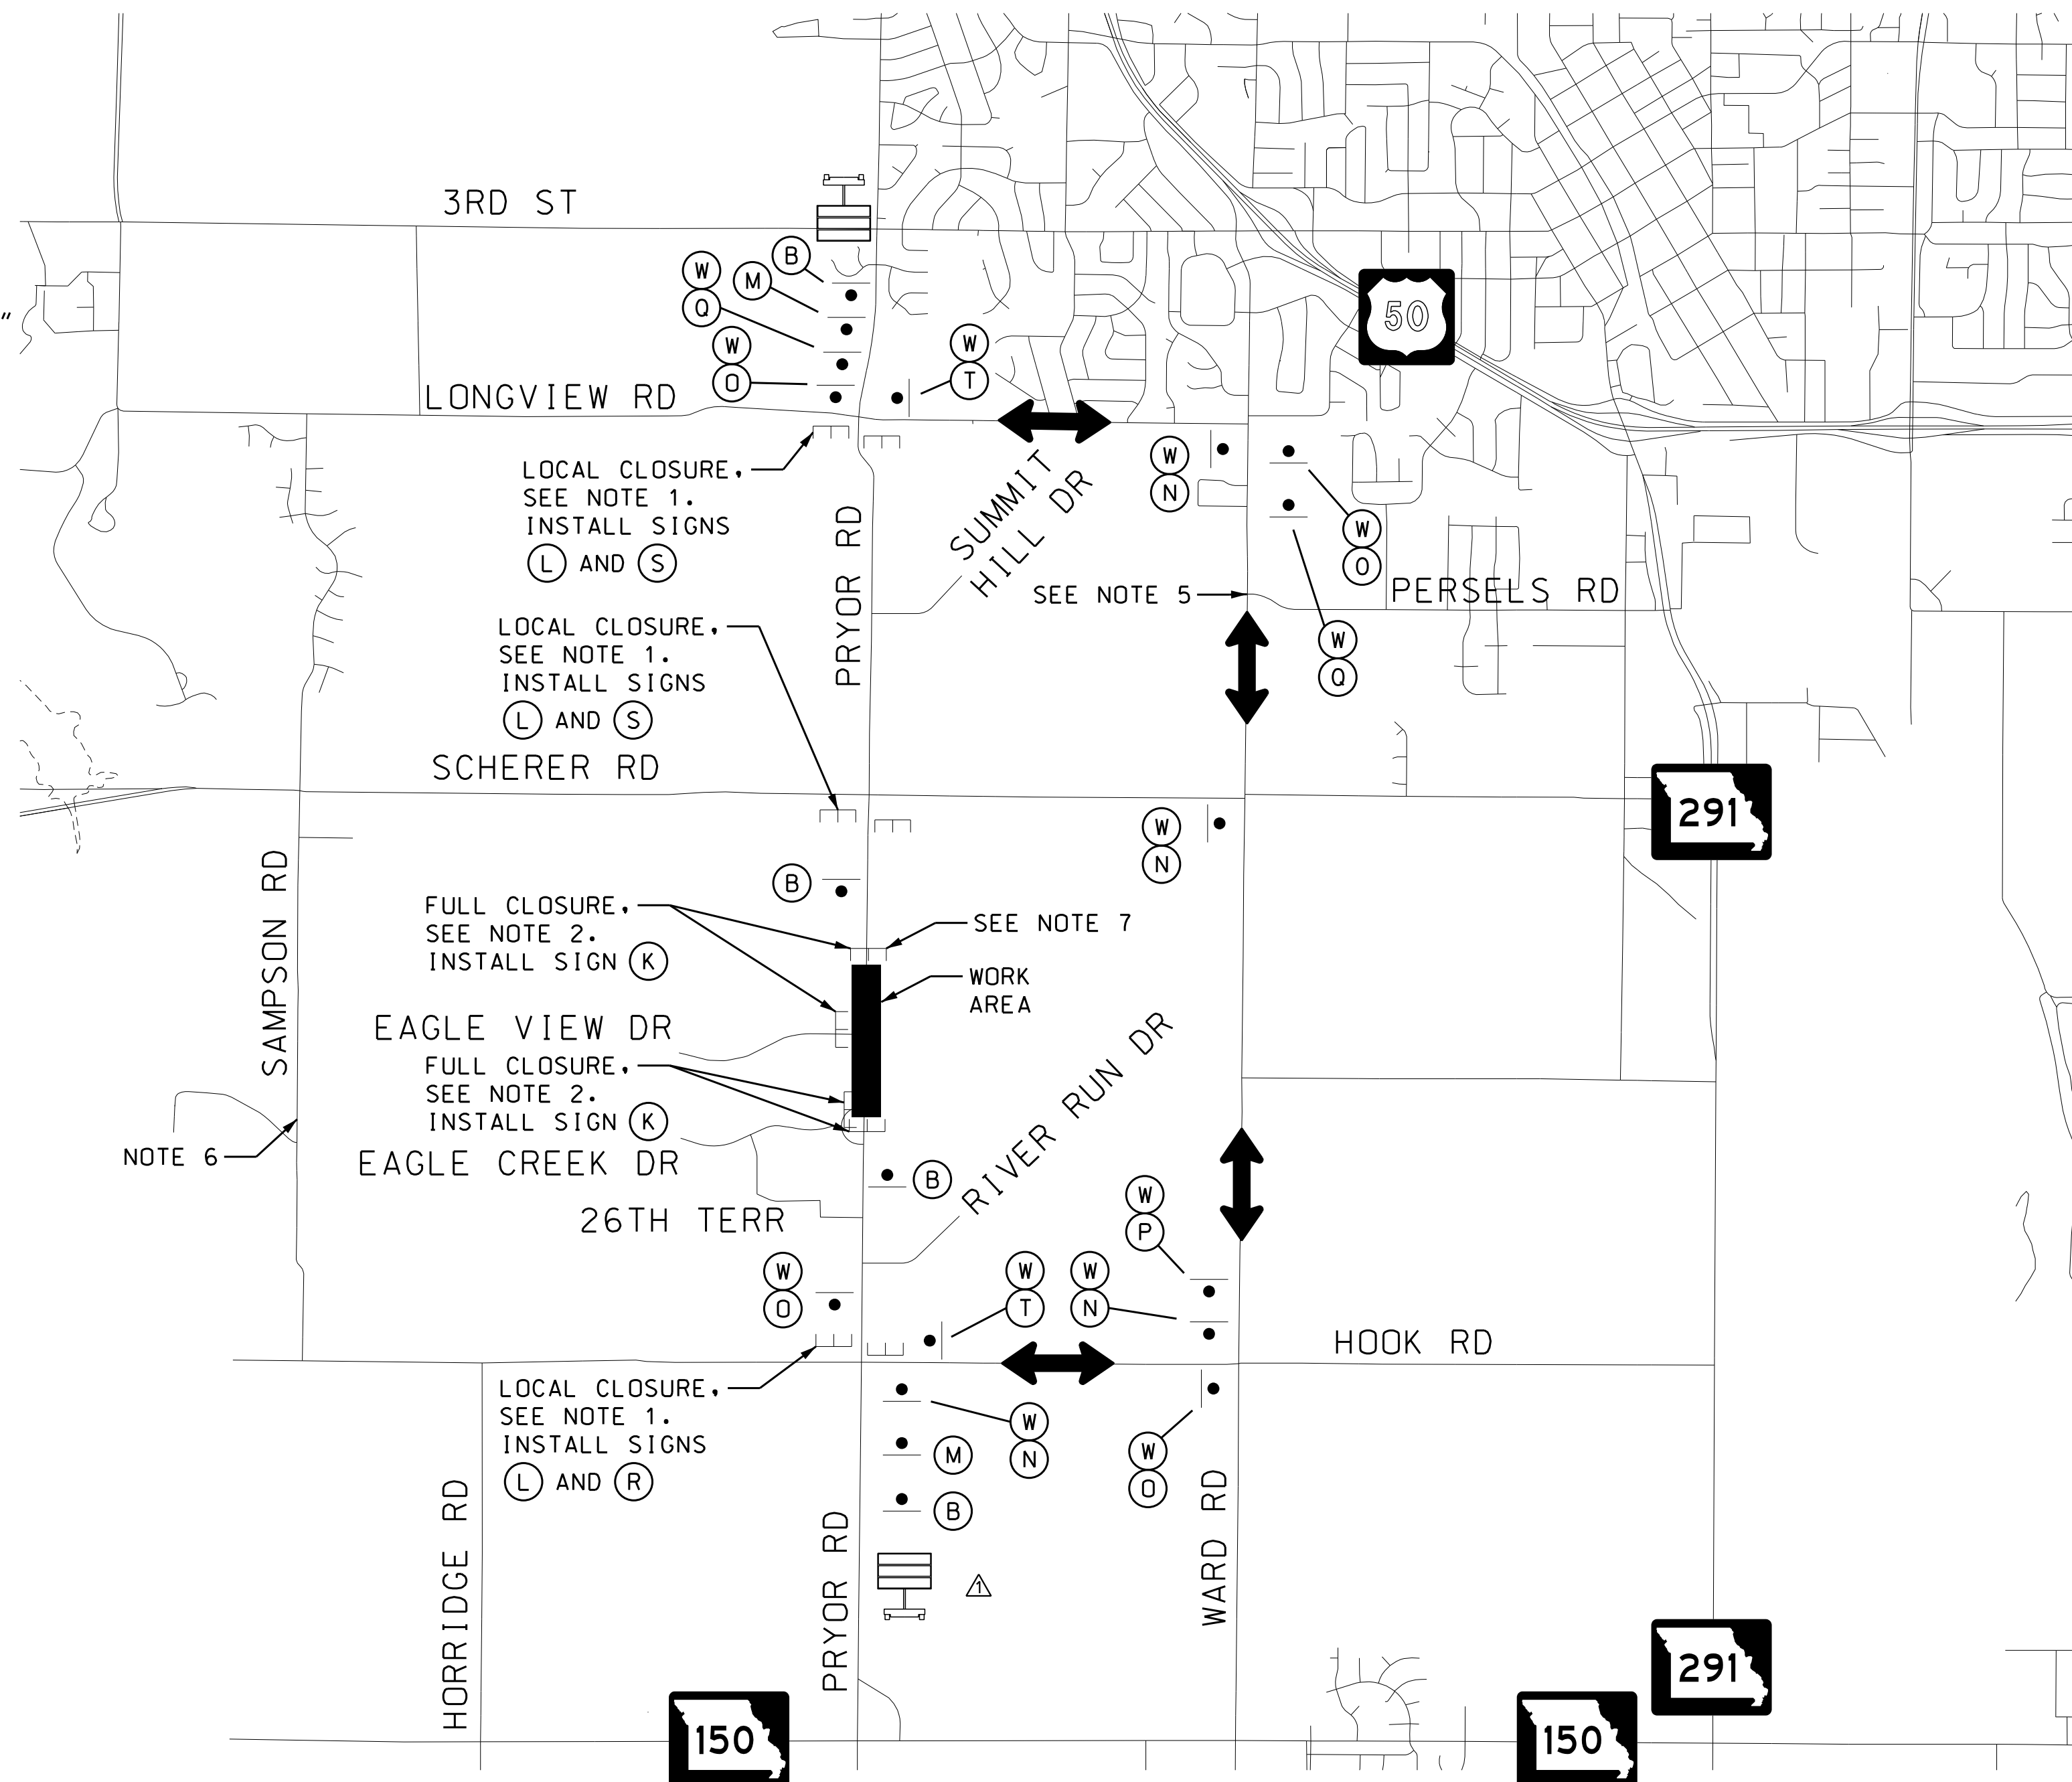 3RD ST
B
W
M
Q
W
O
W
T
50
"
LONGVIEW RD
LOCAL CLOSURE,
SEE NOTE 1.
INSTALL SIGNS
L AND S
PRYOR RD
SUMMIT
HILL DR
W
N
W
O
SEE NOTE 5
PERSELS RD
W
Q
LOCAL CLOSURE,
SEE NOTE 1.
INSTALL SIGNS
L AND S
SCHERER RD
291
W
N
B
SAMPSON RD
FULL CLOSURE,
SEE NOTE 2.
INSTALL SIGN K
SEE NOTE 7
WORK
AREA
EAGLE VIEW DR
FULL CLOSURE,
SEE NOTE 2.
INSTALL SIGN K
NOTE 6
EAGLE CREEK DR
RIVER RUN DR
B
26TH TERR
W
P
W
O
W
T
W
N
HOOK RD
LOCAL CLOSURE,
SEE NOTE 1.
INSTALL SIGNS
L AND R
W
N
M
B
W
O
HORRIDGE RD
PRYOR RD
WARD RD
1
291
150
150